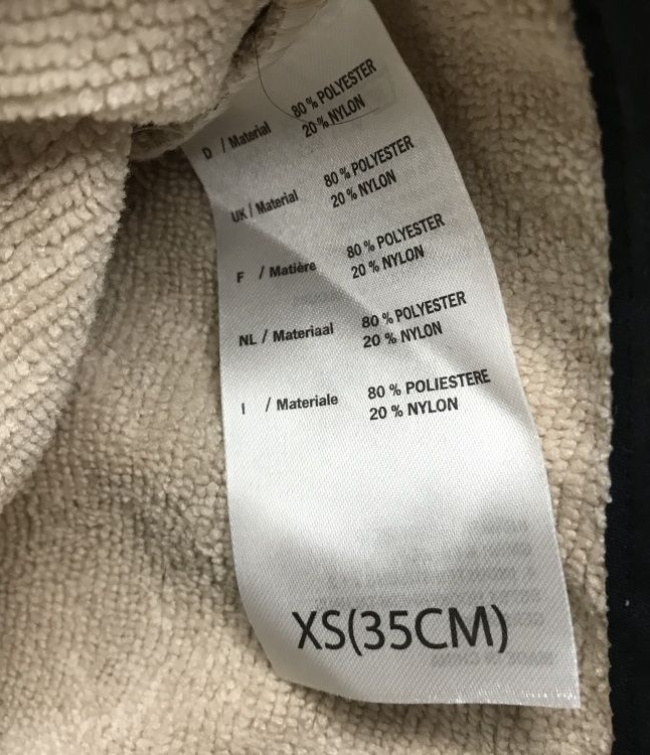 D / Material 80 % POLYESTER
20 % NYLON
UK / Material 80 % POLYESTER
20 % NYLON
F / Matière 80 % POLYESTER
20 % NYLON
NL / Materiaal 80 % POLYESTER
20 % NYLON
I / Materiale 80 % POLIESTERE
20 % NYLON
XS(35CM)